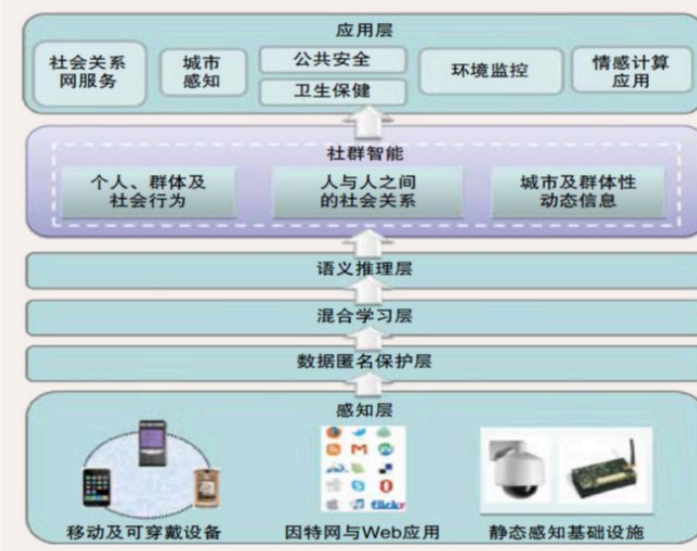 应用层
社会关系
网服务
城市
感知
公共安全
卫生保健
环境监控
情感计算
应用
社群智能
个人、群体及
社会行为
人与人之间
的社会关系
城市及群体性
动态信息
语义推理层
混合学习层
数据匿名保护层
感知层
flickr
移动及可穿戴设备
因特网与Web应用
静态感知基础设施